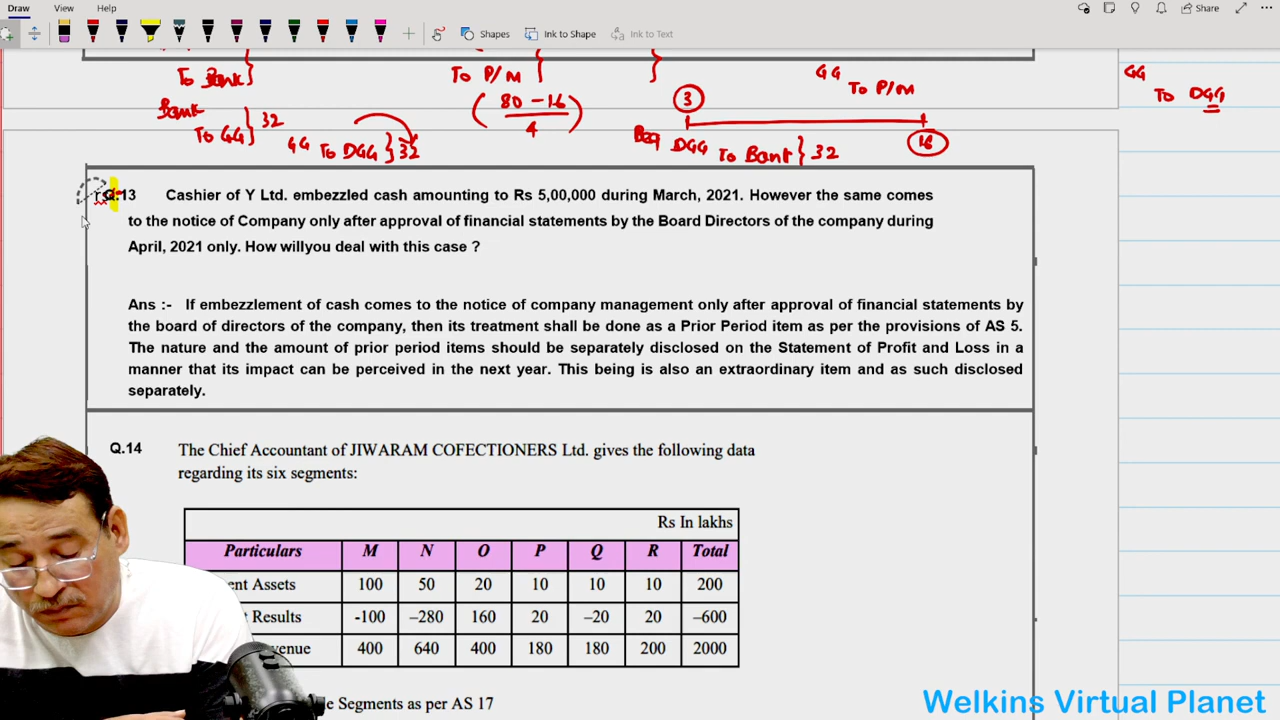 Draw View Share
Shapes Ink to Shape Ink to Text
To Bank To P/M GG GG
To P/M To DGG
Bank (80 - 16 3
To GG } 32 4) 16
GG To DGG } 32 DGG To Bank } 32
Q.13 Cashier of Y Ltd. embezzled cash amounting to Rs 5,00,000 during March, 2021. However the same comes
to the notice of Company only after approval of financial statements by the Board Directors of the company during
April, 2021 only. How willyou deal with this case ?
Ans :- If embezzlement of cash comes to the notice of company management only after approval of financial statements by
the board of directors of the company, then its treatment shall be done as a Prior Period item as per the provisions of AS 5.
The nature and the amount of prior period items should be separately disclosed on the Statement of Profit and Loss in a
manner that its impact can be perceived in the next year. This being is also an extraordinary item and as such disclosed
separately.
Q.14 The Chief Accountant of JIWARAM COFECTIONERS Ltd. gives the following data
regarding its six segments:
Rs In lakhs
Particulars M N O P Q R Total
ent Assets 100 50 20 10 10 10 200
Results -100 –280 160 20 –20 20 –600
venue 400 640 400 180 180 200 2000
e Segments as per AS 17
Welkins Virtual Planet